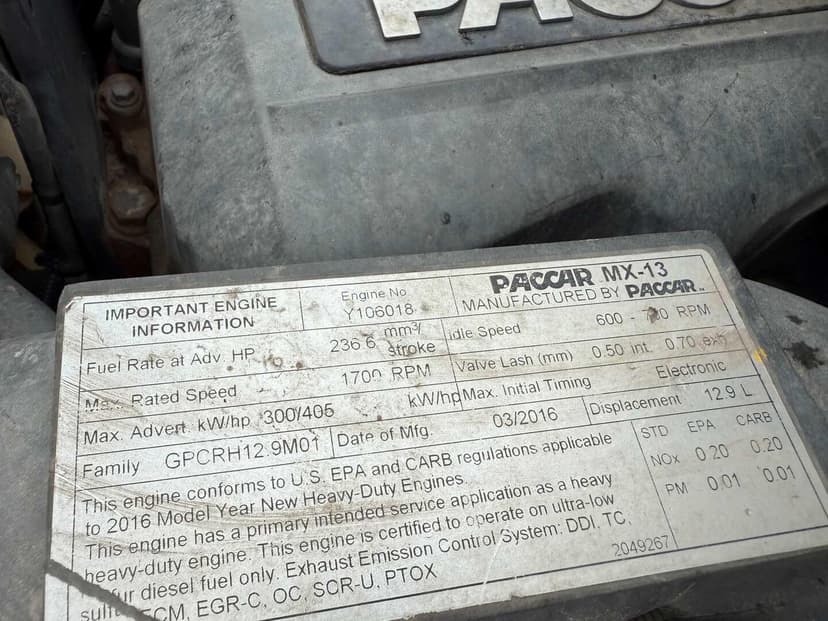 PACC
IMPORTANT ENGINE
INFORMATION
Engine No
Y106018
PACCAR MX-13
MANUFACTURED BY PACCAR
Fuel Rate at Adv. HP 236.6 mm³/
stroke
Idle Speed 600 - RPM
Max. Rated Speed 1700 RPM
Valve Lash (mm) 0.50 int. 0.70 exh
Max. Advert. kW/hp 300/405 kW/hp
Max. Initial Timing Electronic
Family GPCRH12.9M01
Date of Mfg. 03/2016
Displacement 12.9 L
This engine conforms to U.S. EPA and CARB regulations applicable
to 2016 Model Year New Heavy-Duty Engines.
This engine has a primary intended service application as a heavy
heavy-duty engine. This engine is certified to operate on ultra-low
diesel fuel only. Exhaust Emission Control System: DDI, TC,
ECM, EGR-C, OC, SCR-U, PTOX
STD EPA CARB
NOx 0.20 0.20
PM 0.01 0.01
2049267